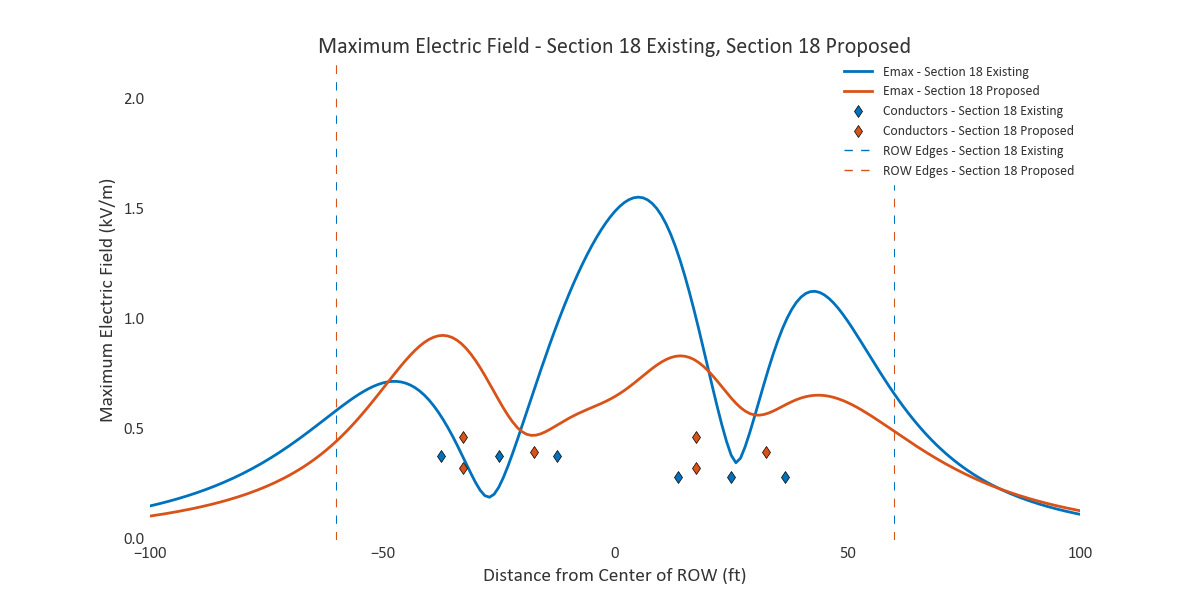 Maximum Electric Field - Section 18 Existing, Section 18 Proposed
Emax - Section 18 Existing
Emax - Section 18 Proposed
Conductors - Section 18 Existing
Conductors - Section 18 Proposed
ROW Edges - Section 18 Existing
ROW Edges - Section 18 Proposed
Maximum Electric Field (kV/m)
2.0
1.5
1.0
0.5
0.0
−100 −50 0 50 100
Distance from Center of ROW (ft)